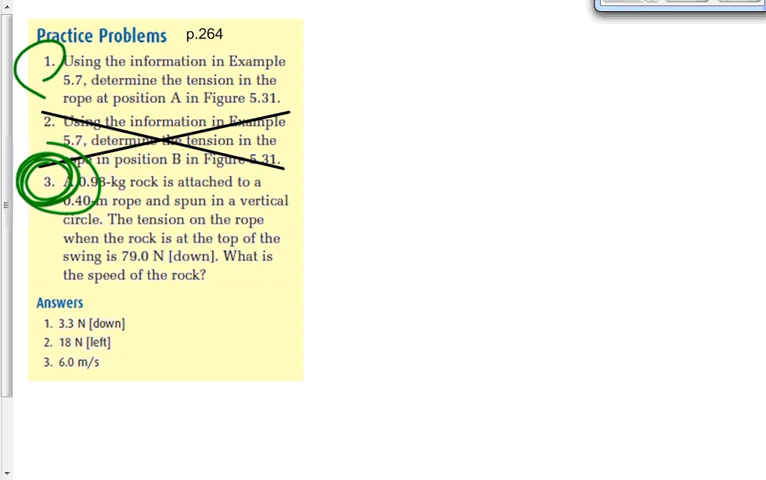 Practice Problems p.264
1. Using the information in Example
5.7, determine the tension in the
rope at position A in Figure 5.31.
2. Using the information in Example
5.7, determine the tension in the
rope in position B in Figure 5.31.
3. A 0.98-kg rock is attached to a
0.40-m rope and spun in a vertical
circle. The tension on the rope
when the rock is at the top of the
swing is 79.0 N [down]. What is
the speed of the rock?
Answers
1. 3.3 N [down]
2. 18 N [left]
3. 6.0 m/s